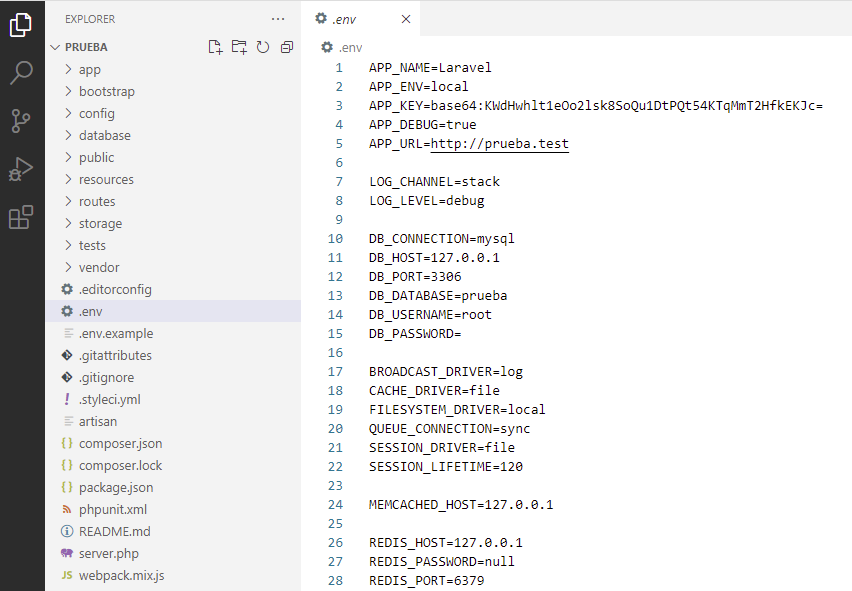 EXPLORER
PRUEBA
app
bootstrap
config
database
public
resources
routes
storage
tests
vendor
.editorconfig
.env
.env.example
.gitattributes
.gitignore
.styleci.yml
artisan
composer.json
composer.lock
package.json
phpunit.xml
README.md
server.php
JS webpack.mix.js
.env
.env
1 APP_NAME=Laravel
2 APP_ENV=local
3 APP_KEY=base64:KWdHwhlt1eOo2lsk8SoQu1DtPQt54KTqMmT2HfkEKJc=
4 APP_DEBUG=true
5 APP_URL=http://prueba.test
6
7 LOG_CHANNEL=stack
8 LOG_LEVEL=debug
9
10 DB_CONNECTION=mysql
11 DB_HOST=127.0.0.1
12 DB_PORT=3306
13 DB_DATABASE=prueba
14 DB_USERNAME=root
15 DB_PASSWORD=
16
17 BROADCAST_DRIVER=log
18 CACHE_DRIVER=file
19 FILESYSTEM_DRIVER=local
20 QUEUE_CONNECTION=sync
21 SESSION_DRIVER=file
22 SESSION_LIFETIME=120
23
24 MEMCACHED_HOST=127.0.0.1
25
26 REDIS_HOST=127.0.0.1
27 REDIS_PASSWORD=null
28 REDIS_PORT=6379